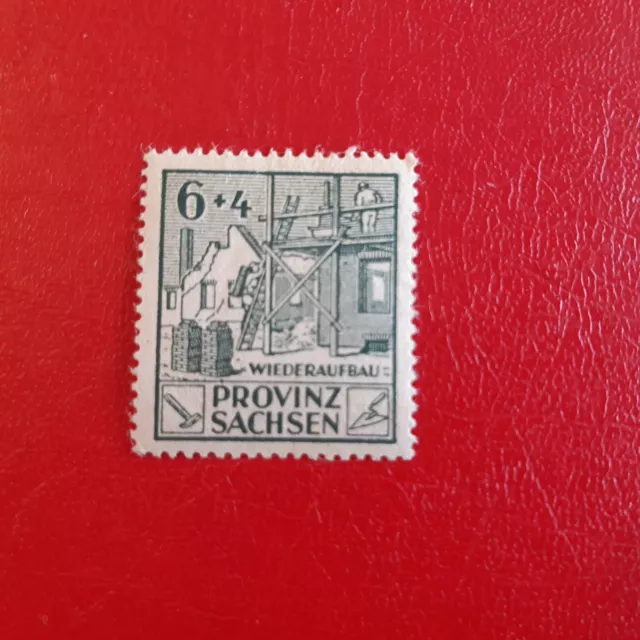 6+4
WIEDERAUFBAU
PROVINZ
SACHSEN